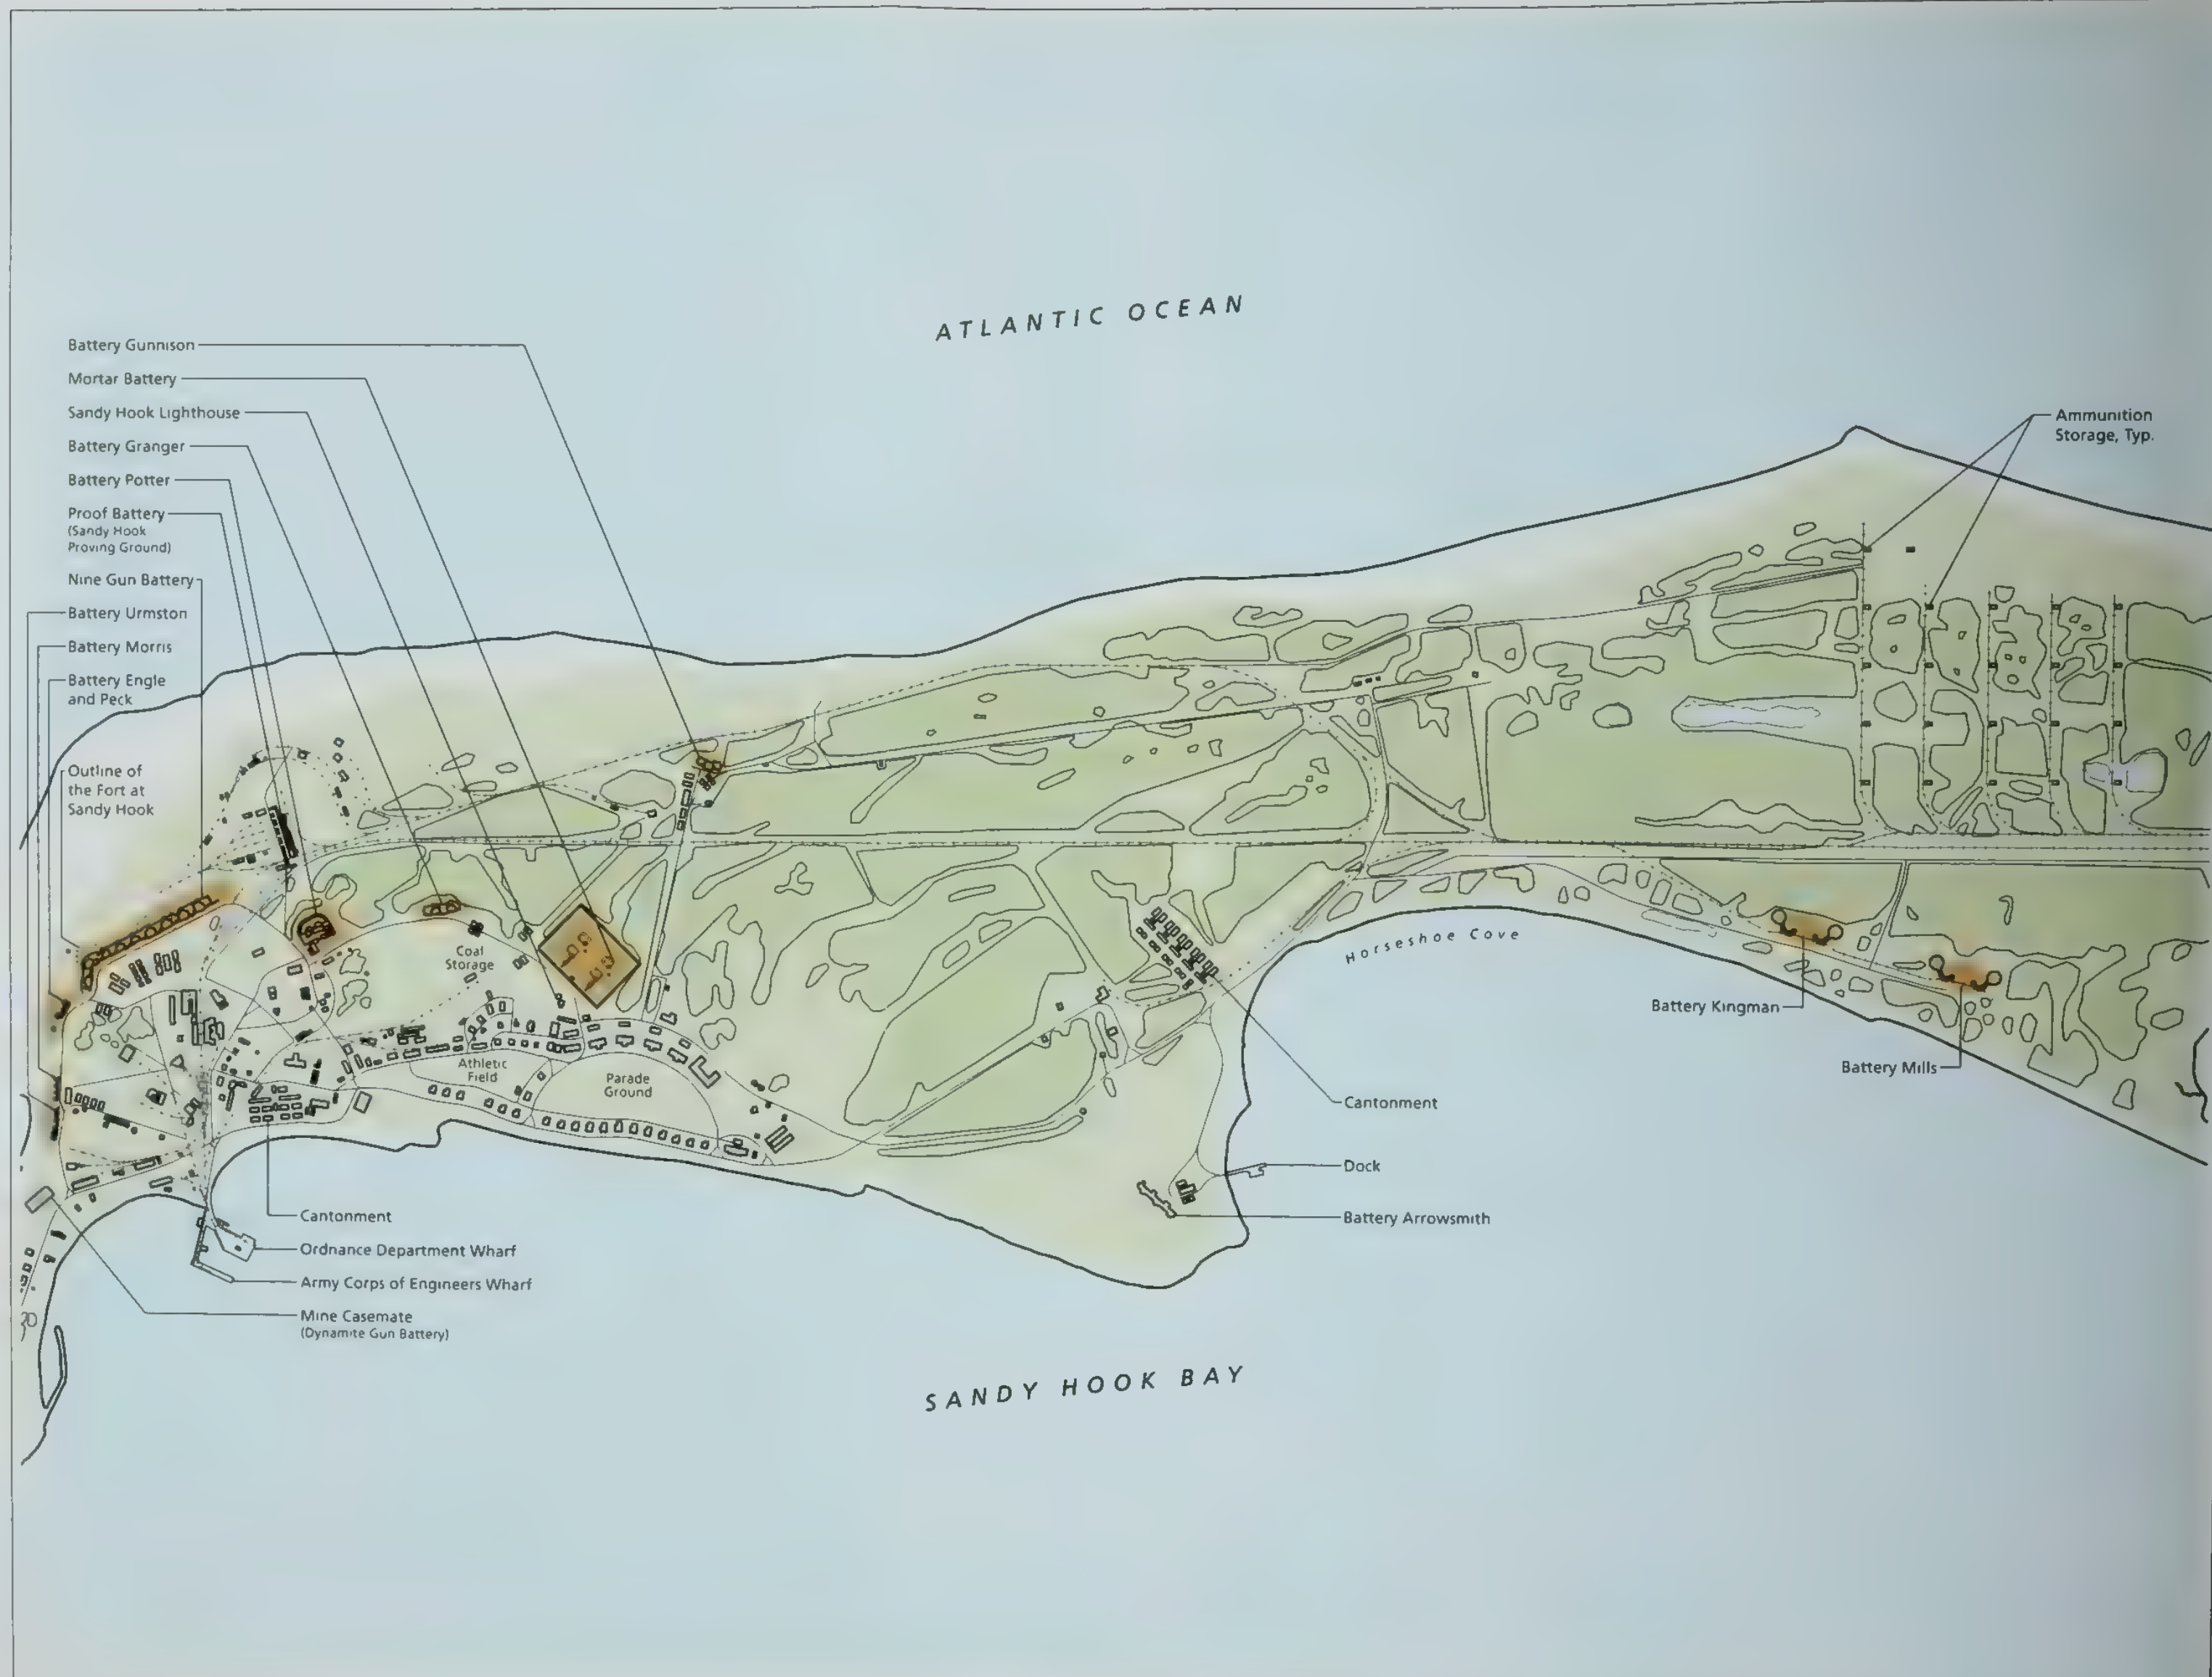 ATLANTIC OCEAN
Battery Gunnison
Mortar Battery
Sandy Hook Lighthouse
Battery Granger
Battery Potter
Proof Battery
(Sandy Hook
Proving Ground)
Nine Gun Battery
Battery Urmston
Battery Morris
Battery Engle
and Peck
Outline of
the Fort at
Sandy Hook
Ammunition
Storage, Typ.
Coal
Storage
Athletic
Field
Parade
Ground
Horseshoe Cove
Battery Kingman
Battery Mills
Cantonment
Dock
Battery Arrowsmith
Cantonment
Ordnance Department Wharf
Army Corps of Engineers Wharf
Mine Casemate
(Dynamite Gun Battery)
SANDY HOOK BAY